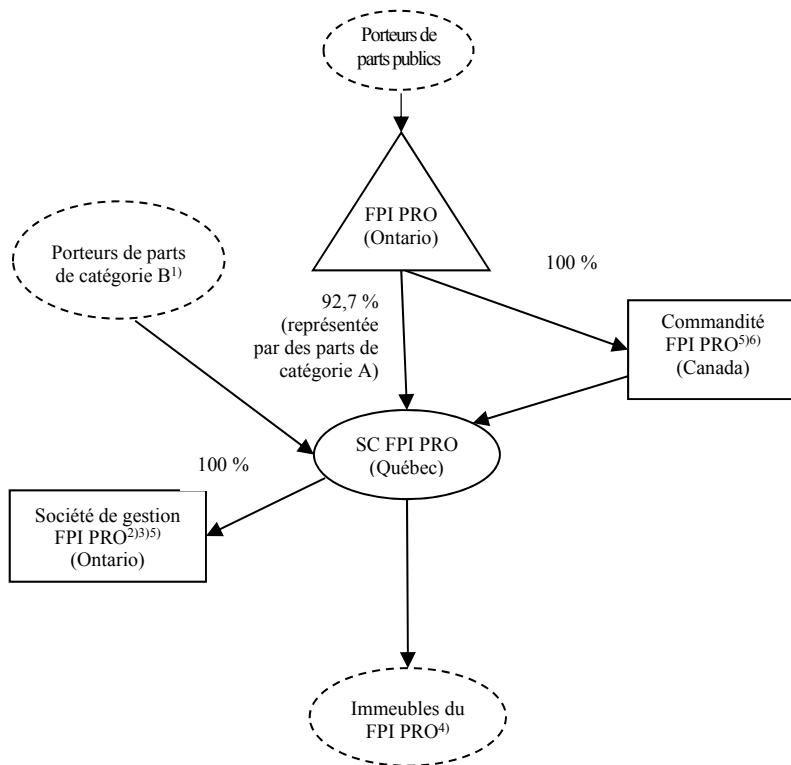 Porteurs de
parts publics
FPI PRO
(Ontario)
Porteurs de parts
de catégorie B1)
100 %
92,7 %
(représentée
par des parts de
catégorie A)
Commandité
FPI PRO5)6)
(Canada)
SC FPI PRO
(Québec)
100 %
Société de gestion
FPI PRO2)3)5)
(Ontario)
Immeubles du
FPI PRO4)